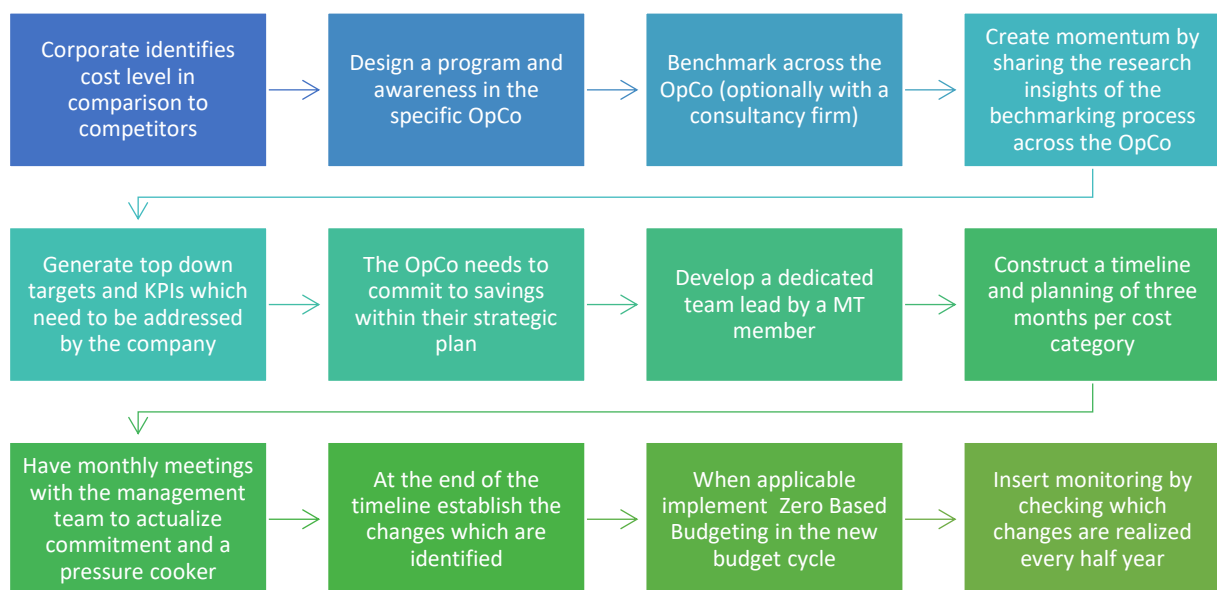 Corporate identifies
cost level in
comparison to
competitors
Design a program and
awareness in the
specific OpCo
Benchmark across the
OpCo (optionally with a
consultancy firm)
Create momentum by
sharing the research
insights of the
bechmarking process
across the OpCo
Generate top down
targets and KPIs which
need to be addressed
by the company
The OpCo needs to
commit to savings
within their strategic
plan
Develop a dedicated
team lead by a MT
member
Construct a timeline
and planning of three
months per cost
category
Have monthly meetings
with the management
team to actualize
commitment and a
pressure cooker
At the end of the
timeline establish the
changes which are
identified
When applicable
implement Zero Based
Budgeting in the new
budget cycle
Insert monitoring by
checking which
changes are realized
every half year